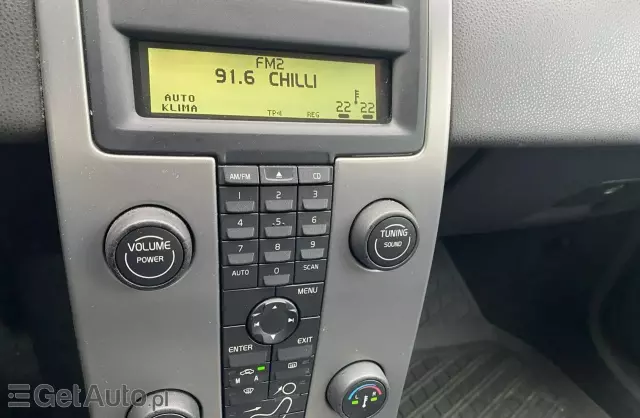 FM2
91.6 CHILLI
AUTO
KLIMA
TP
REG
22 22
AM/FM
CD
1 2 3
4 5 6
7 8 9
AUTO 0 SCAN
VOLUME
POWER
TUNING
SOUND
MENU
ENTER
EXIT
M A
GetAuto.pl